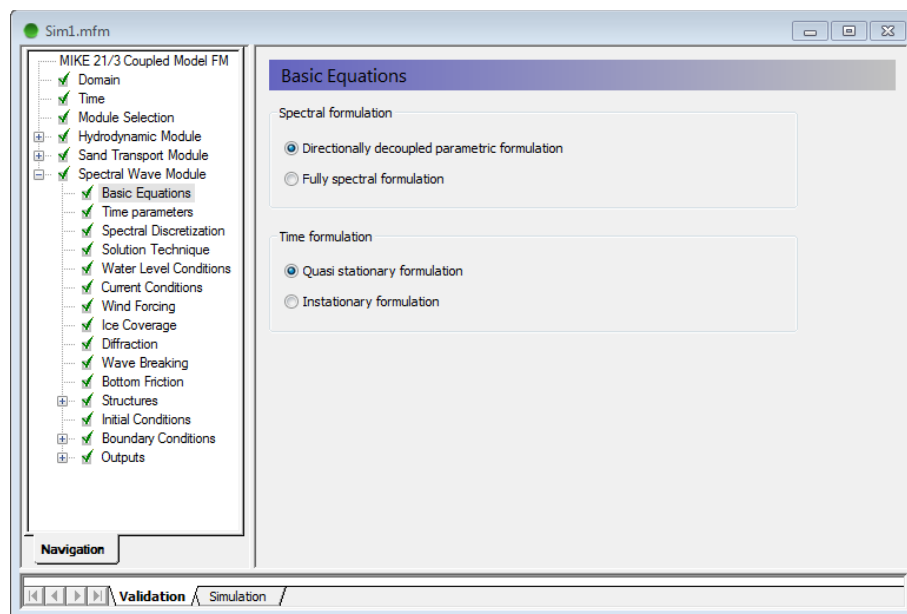 Sim1.mfm
MIKE 21/3 Coupled Model FM
Domain
Time
Module Selection
Hydrodynamic Module
Sand Transport Module
Spectral Wave Module
Basic Equations
Time parameters
Spectral Discretization
Solution Technique
Water Level Conditions
Current Conditions
Wind Forcing
Ice Coverage
Diffraction
Wave Breaking
Bottom Friction
Structures
Initial Conditions
Boundary Conditions
Outputs
Navigation
Basic Equations
Spectral formulation
Directionally decoupled parametric formulation
Fully spectral formulation
Time formulation
Quasi stationary formulation
Instationary formulation
Validation
Simulation